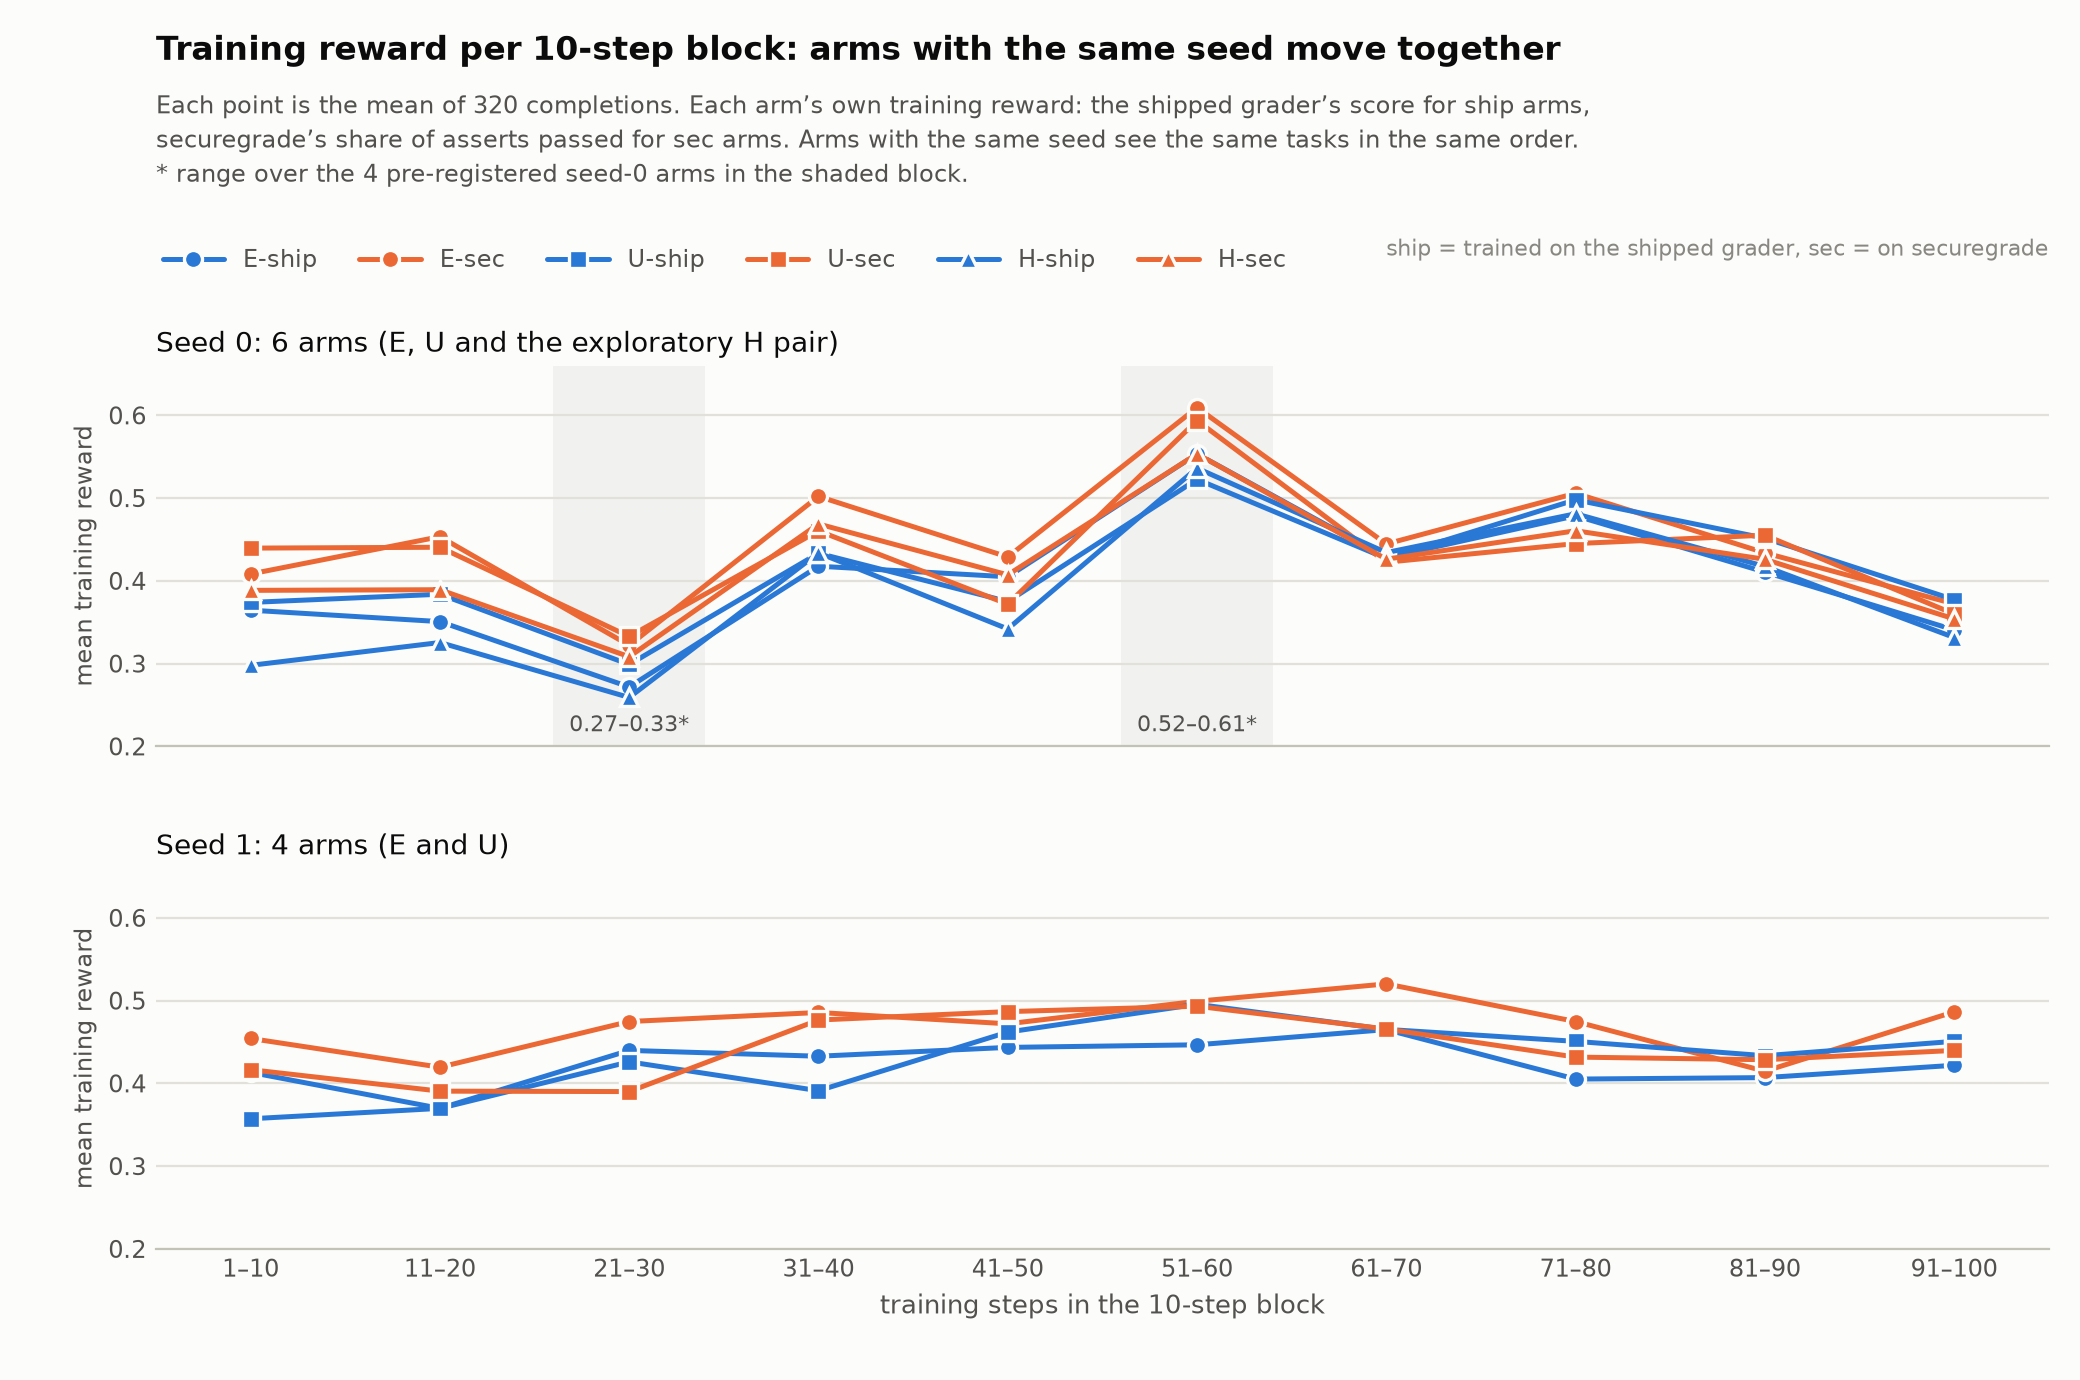 Training reward per 10-step block: arms with the same seed move together
Each point is the mean of 320 completions. Each arm’s own training reward: the shipped grader’s score for ship arms,
securegrade’s share of asserts passed for sec arms. Arms with the same seed see the same tasks in the same order.
* range over the 4 pre-registered seed-0 arms in the shaded block.
E-ship E-sec U-ship U-sec H-ship H-sec
ship = trained on the shipped grader, sec = on securegrade
Seed 0: 6 arms (E, U and the exploratory H pair)
mean training reward
0.6
0.5
0.4
0.3
0.2
0.27–0.33* 0.52–0.61*
Seed 1: 4 arms (E and U)
mean training reward
0.6
0.5
0.4
0.3
0.2
1–10 11–20 21–30 31–40 41–50 51–60 61–70 71–80 81–90 91–100
training steps in the 10-step block